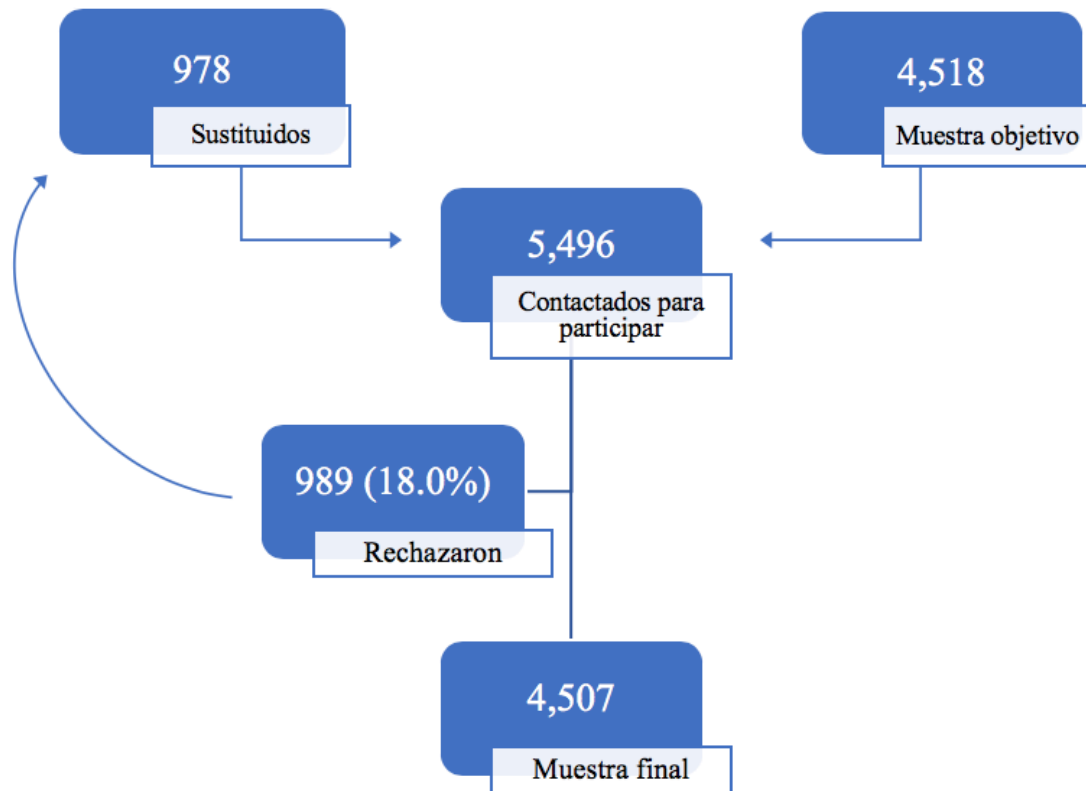 978
Sustituidos
4,518
Muestra objetivo
5,496
Contactados para
participar
989 (18.0%)
Rechazaron
4,507
Muestra final